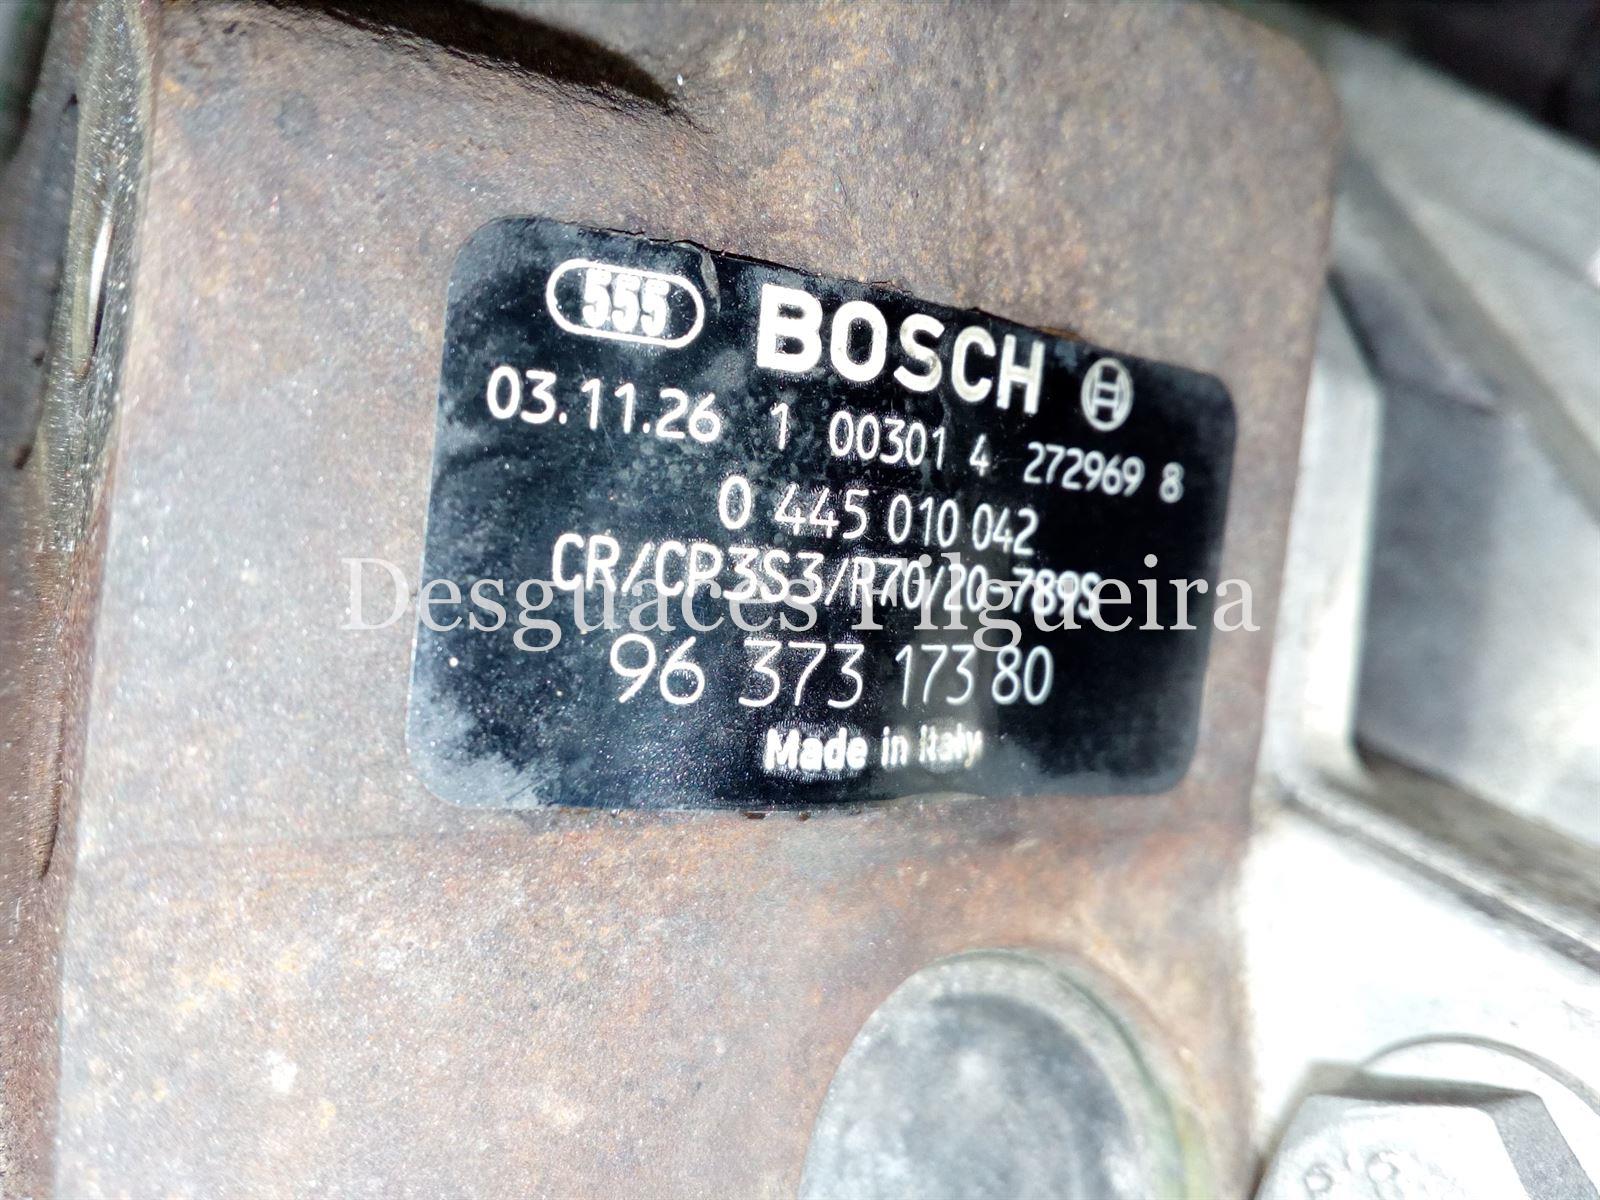 555 BOSCH
03.11.26 1 00301 4 272969 8
0 445 010 042
CR/CP3S3/R70/20-789S
96 373 173 80
Made in Italy
Desguaces Filgueira